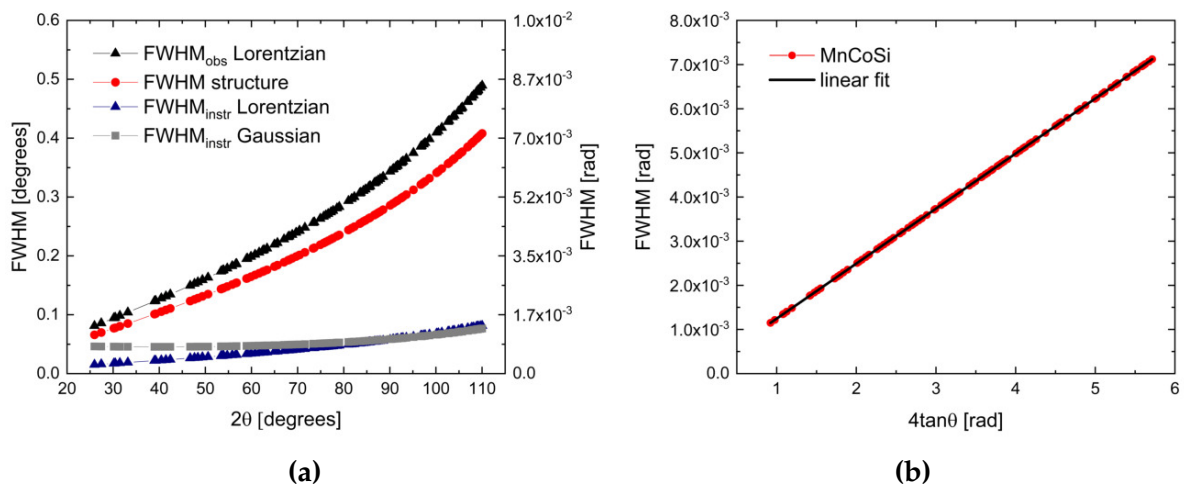 0.6
0.5
0.4
0.3
0.2
0.1
0.0
FWHM [degrees]
FWHM_obs Lorentzian
FWHM structure
FWHM_instr Lorentzian
FWHM_instr Gaussian
1.0x10⁻²
8.7x10⁻³
7.0x10⁻³
5.2x10⁻³
3.5x10⁻³
1.7x10⁻³
0.0
FWHM [rad]
20 30 40 50 60 70 80 90 100 110
2θ [degrees]
(a)
8.0x10⁻³
7.0x10⁻³
6.0x10⁻³
5.0x10⁻³
4.0x10⁻³
3.0x10⁻³
2.0x10⁻³
1.0x10⁻³
0.0
FWHM [rad]
MnCoSi
linear fit
1 2 3 4 5 6
4tanθ [rad]
(b)